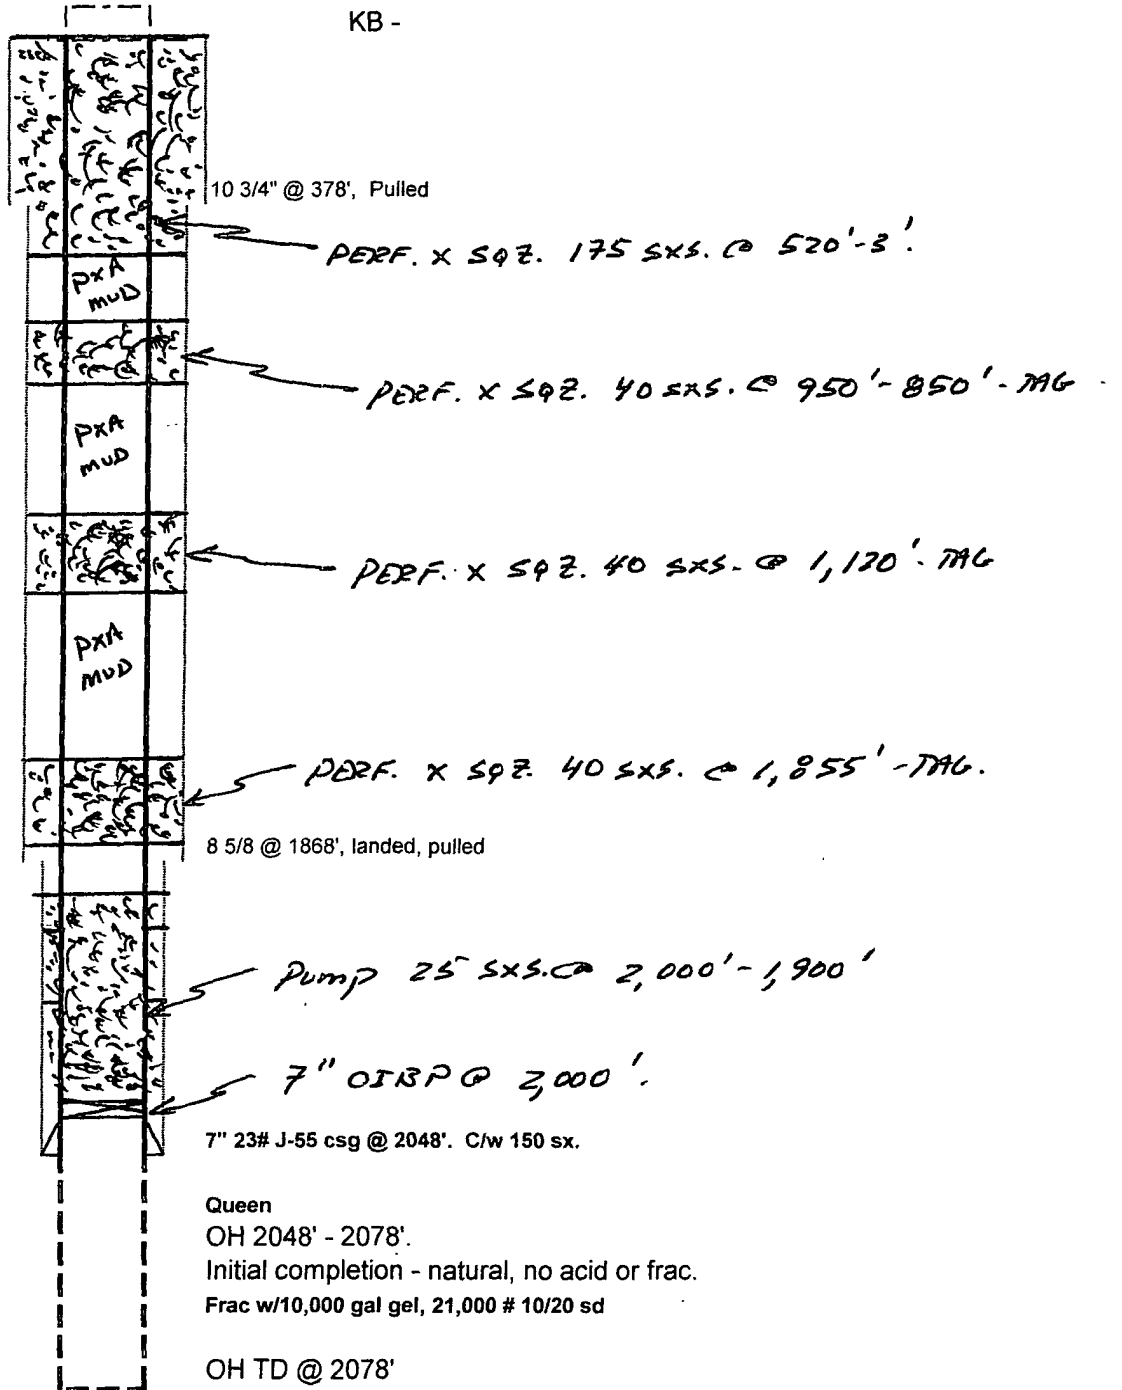 KB -
10 3/4" @ 378', Pulled
PERF. X SQZ. 175 SXS. @ 520'-3'.
PXA
MUD
PERF. X SQZ. 40 SXS. @ 950'-850'-TAG
PXA
MUD
PERF. X SQZ. 40 SXS. @ 1,120'-TAG
PXA
MUD
PERF. X SQZ. 40 SXS. @ 1,855'-TAG.
8 5/8 @ 1868', landed, pulled
Pump 25 SXS. @ 2,000'-1,900'
7" CIBP @ 2,000'.
7" 23# J-55 csg @ 2048'. C/w 150 sx.
Queen
OH 2048' - 2078'.
Initial completion - natural, no acid or frac.
Frac w/10,000 gal gel, 21,000 # 10/20 sd
OH TD @ 2078'